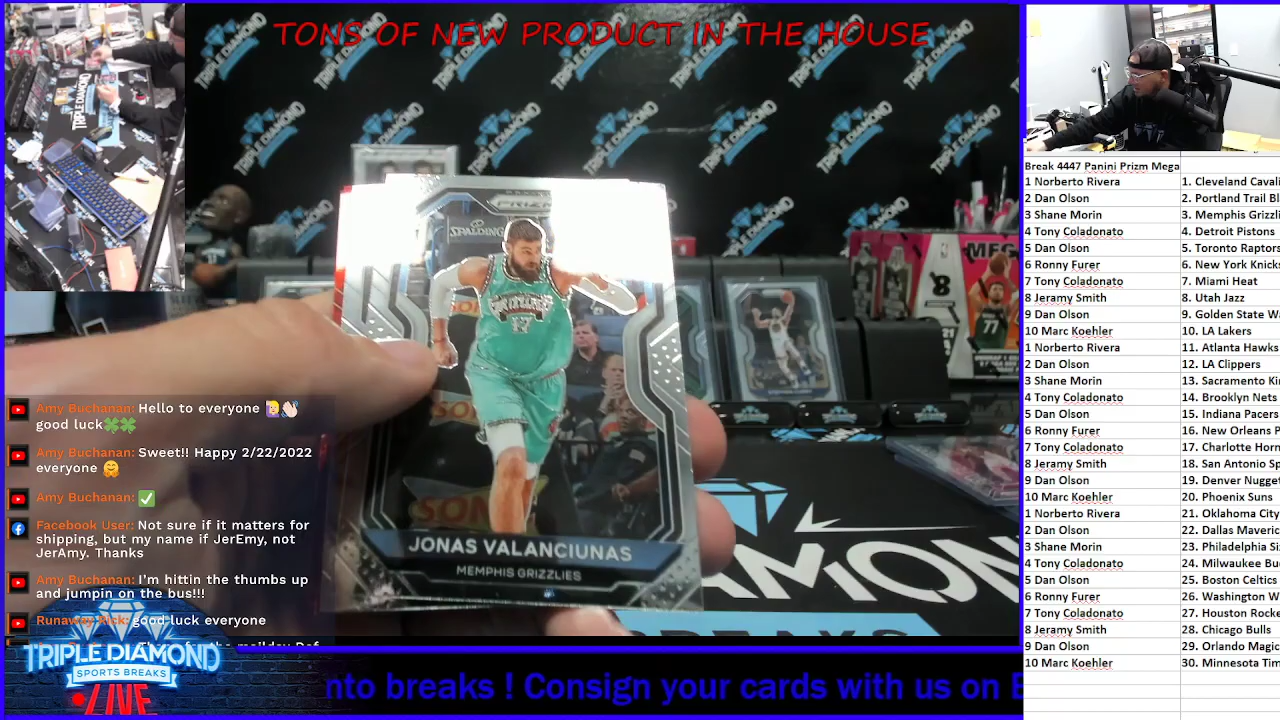 TONS OF NEW PRODUCT IN THE HOUSE
TRIPLE DIAMOND
PRIZM
SPALDING
JONAS VALANCIUNAS
MEMPHIS GRIZZLIES
MEG
8
77
Amy Buchanan: Hello to everyone 🙋🏼👋🏻
good luck🍀🍀
Amy Buchanan: Sweet!! Happy 2/22/2022
everyone 🤗
Amy Buchanan: ✅
Facebook User: Not sure if it matters for
shipping, but my name if JerEmy, not
JerAmy. Thanks
Amy Buchanan: I'm hittin the thumbs up
and jumpin on the bus!!!
Runaway Rick: good luck everyone
TRIPLE DIAMOND
SPORTS BREAKS
LIVE
nto breaks ! Consign your cards with us on
Break 4447 Panini Prizm Mega
1 Norberto Rivera 1. Cleveland Cavali
2 Dan Olson 2. Portland Trail Bl
3 Shane Morin 3. Memphis Grizzli
4 Tony Coladonato 4. Detroit Pistons
5 Dan Olson 5. Toronto Raptors
6 Ronny Furer 6. New York Knicks
7 Tony Coladonato 7. Miami Heat
8 Jeramy Smith 8. Utah Jazz
9 Dan Olson 9. Golden State Wa
10 Marc Koehler 10. LA Lakers
1 Norberto Rivera 11. Atlanta Hawks
2 Dan Olson 12. LA Clippers
3 Shane Morin 13. Sacramento Ki
4 Tony Coladonato 14. Brooklyn Nets
5 Dan Olson 15. Indiana Pacers
6 Ronny Furer 16. New Orleans P
7 Tony Coladonato 17. Charlotte Horn
8 Jeramy Smith 18. San Antonio Sp
9 Dan Olson 19. Denver Nugget
10 Marc Koehler 20. Phoenix Suns
1 Norberto Rivera 21. Oklahoma City
2 Dan Olson 22. Dallas Maveric
3 Shane Morin 23. Philadelphia Si
4 Tony Coladonato 24. Milwaukee Bu
5 Dan Olson 25. Boston Celtics
6 Ronny Furer 26. Washington W
7 Tony Coladonato 27. Houston Rocke
8 Jeramy Smith 28. Chicago Bulls
9 Dan Olson 29. Orlando Magic
10 Marc Koehler 30. Minnesota Tim